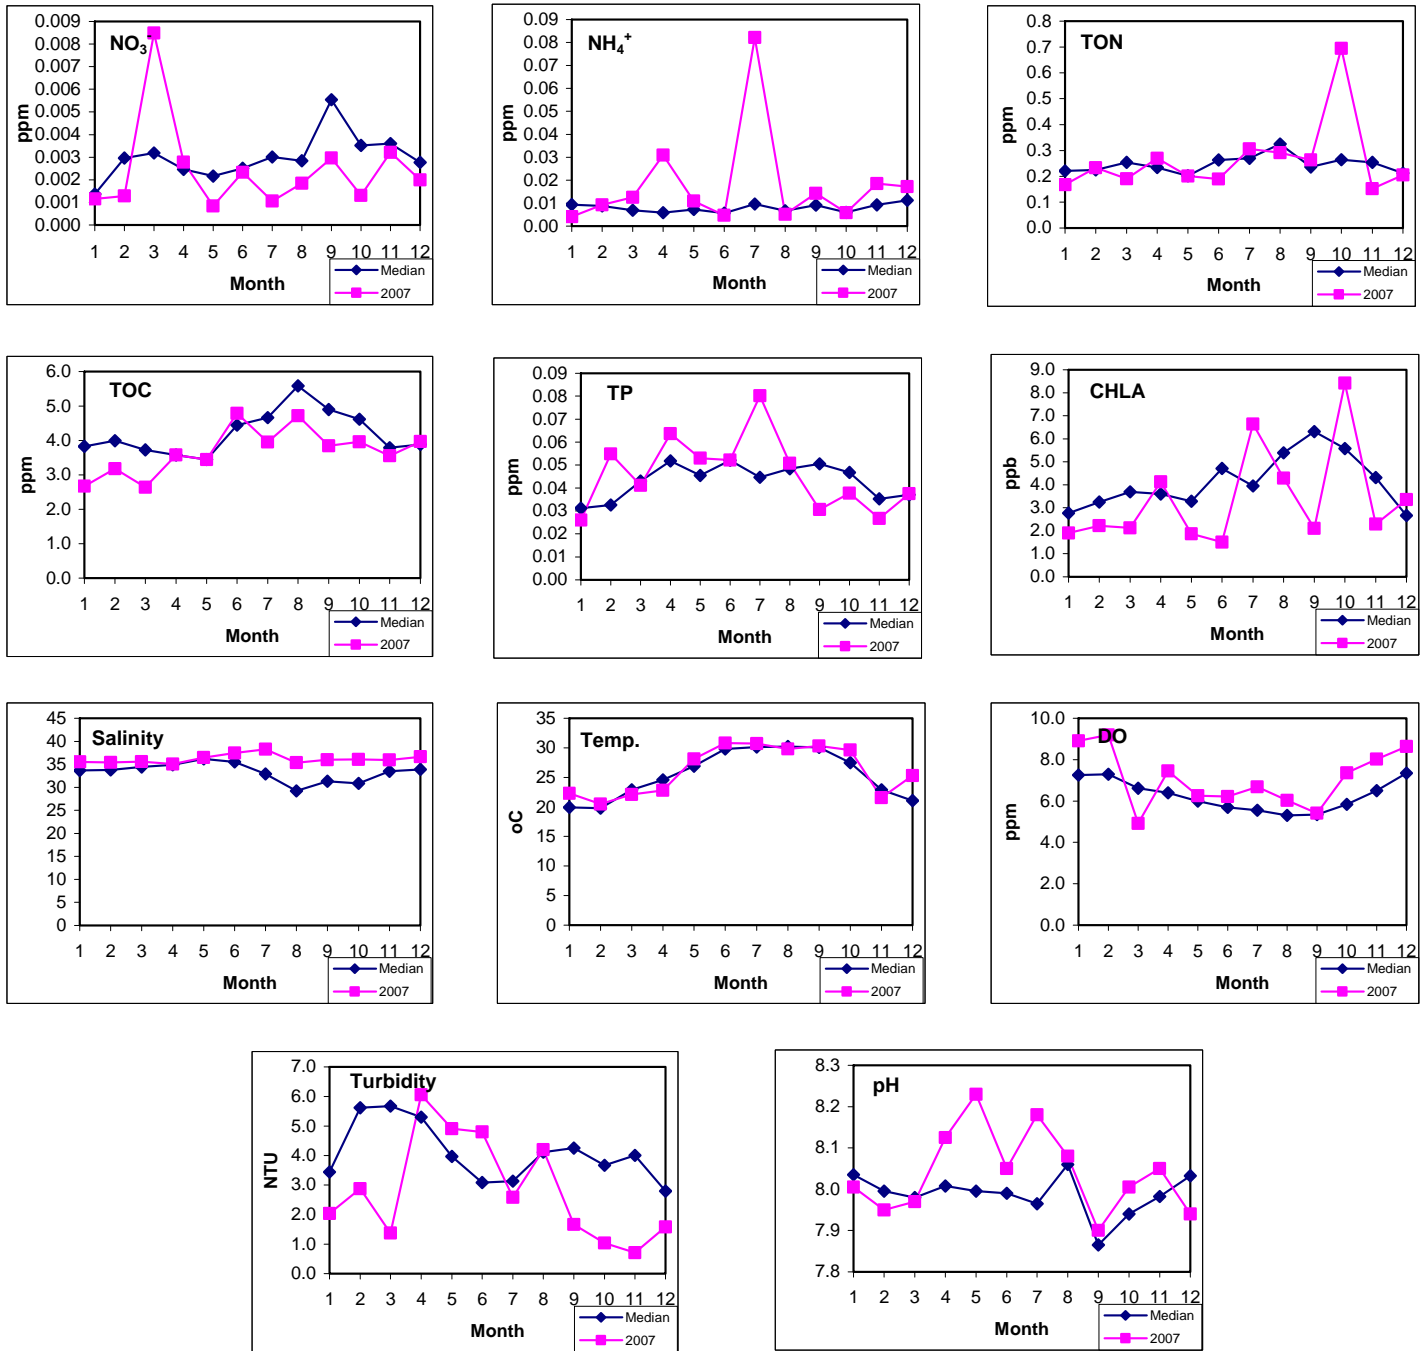 NO3-
ppm
0.009
0.008
0.007
0.006
0.005
0.004
0.003
0.002
0.001
0.000
1 2 3 4 5 6 7 8 9 10 11 12
Month
Median
2007
NH4+
ppm
0.09
0.08
0.07
0.06
0.05
0.04
0.03
0.02
0.01
0.00
1 2 3 4 5 6 7 8 9 10 11 12
Month
Median
2007
TON
ppm
0.8
0.7
0.6
0.5
0.4
0.3
0.2
0.1
0.0
1 2 3 4 5 6 7 8 9 10 11 12
Month
Median
2007
TOC
ppm
6.0
5.0
4.0
3.0
2.0
1.0
0.0
1 2 3 4 5 6 7 8 9 10 11 12
Month
Median
2007
TP
ppm
0.09
0.08
0.07
0.06
0.05
0.04
0.03
0.02
0.01
0.00
1 2 3 4 5 6 7 8 9 10 11 12
Month
Median
2007
CHLA
ppb
9.0
8.0
7.0
6.0
5.0
4.0
3.0
2.0
1.0
0.0
1 2 3 4 5 6 7 8 9 10 11 12
Month
Median
2007
Salinity
45
40
35
30
25
20
15
10
5
0
1 2 3 4 5 6 7 8 9 10 11 12
Month
Median
2007
Temp.
oC
35
30
25
20
15
10
5
0
1 2 3 4 5 6 7 8 9 10 11 12
Month
Median
2007
DO
ppm
10.0
8.0
6.0
4.0
2.0
0.0
1 2 3 4 5 6 7 8 9 10 11 12
Month
Median
2007
Turbidity
NTU
7.0
6.0
5.0
4.0
3.0
2.0
1.0
0.0
1 2 3 4 5 6 7 8 9 10 11 12
Month
Median
2007
pH
8.3
8.2
8.1
8.0
7.9
7.8
1 2 3 4 5 6 7 8 9 10 11 12
Month
Median
2007